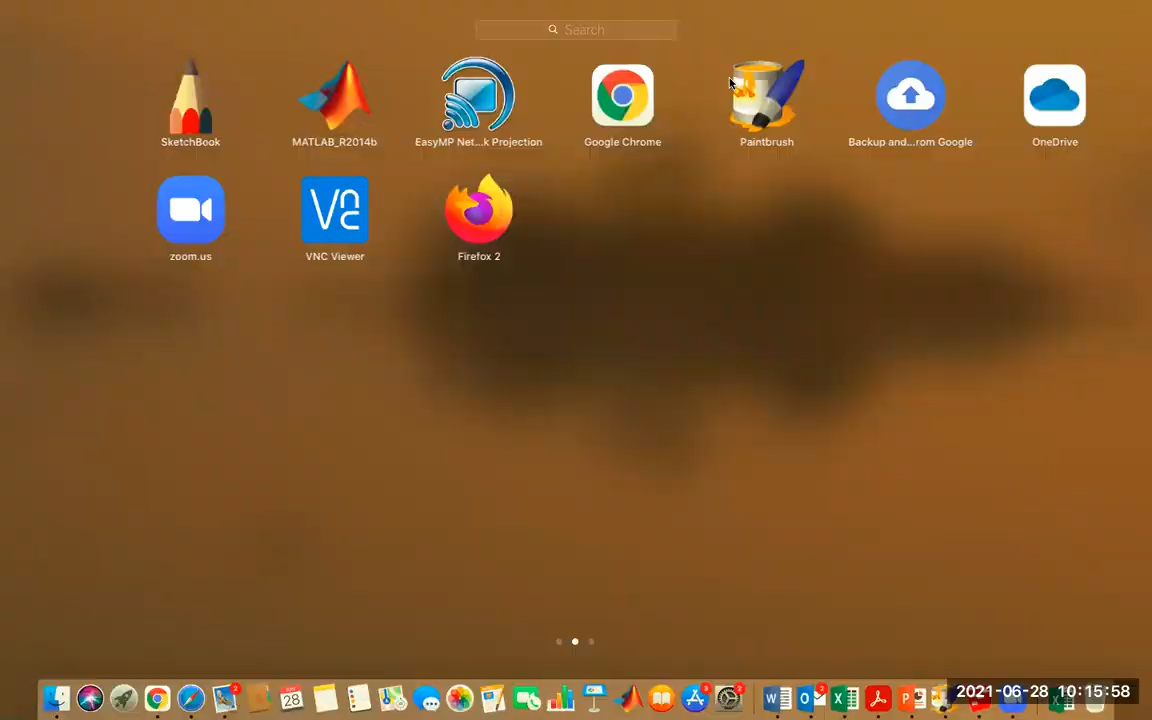 Search
SketchBook
MATLAB_R2014b
EasyMP Net...k Projection
Google Chrome
Paintbrush
Backup and...rom Google
OneDrive
Vnc
zoom.us
VNC Viewer
Firefox 2
28
2021-06-28 10:15:58